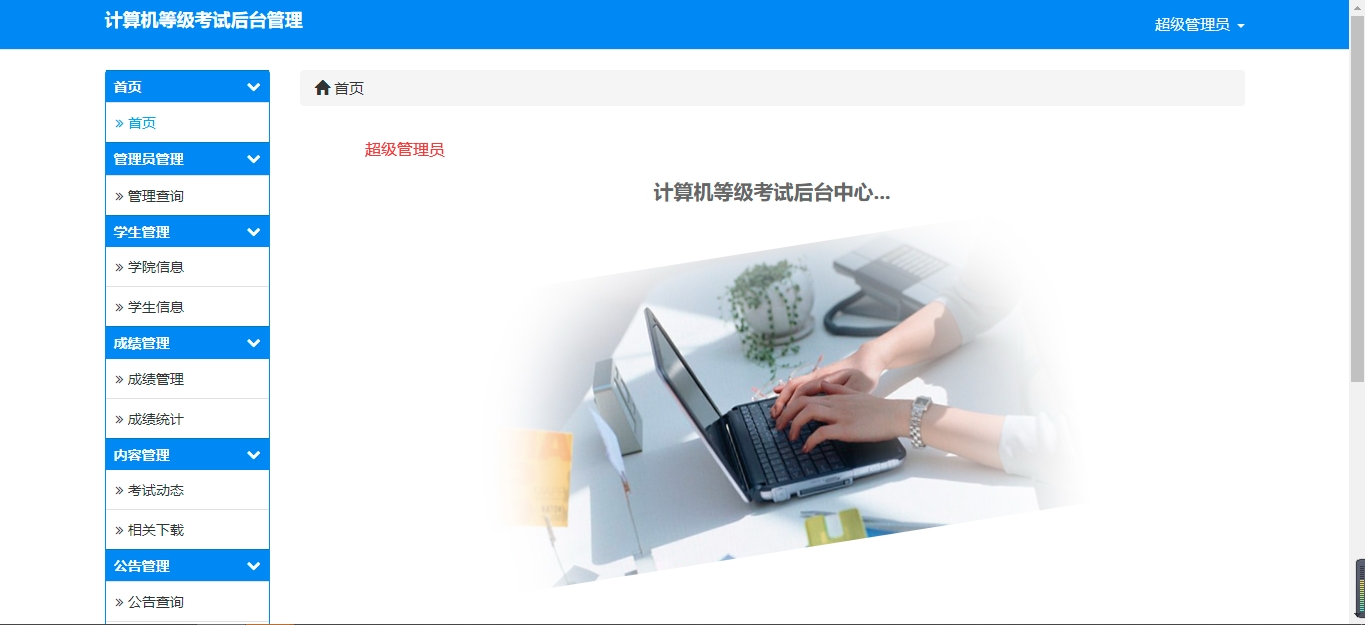 计算机等级考试后台管理
超级管理员
首页
» 首页
管理员管理
» 管理查询
学生管理
» 学院信息
» 学生信息
成绩管理
» 成绩管理
» 成绩统计
内容管理
» 考试动态
» 相关下载
公告管理
» 公告查询
首页
超级管理员
计算机等级考试后台中心...